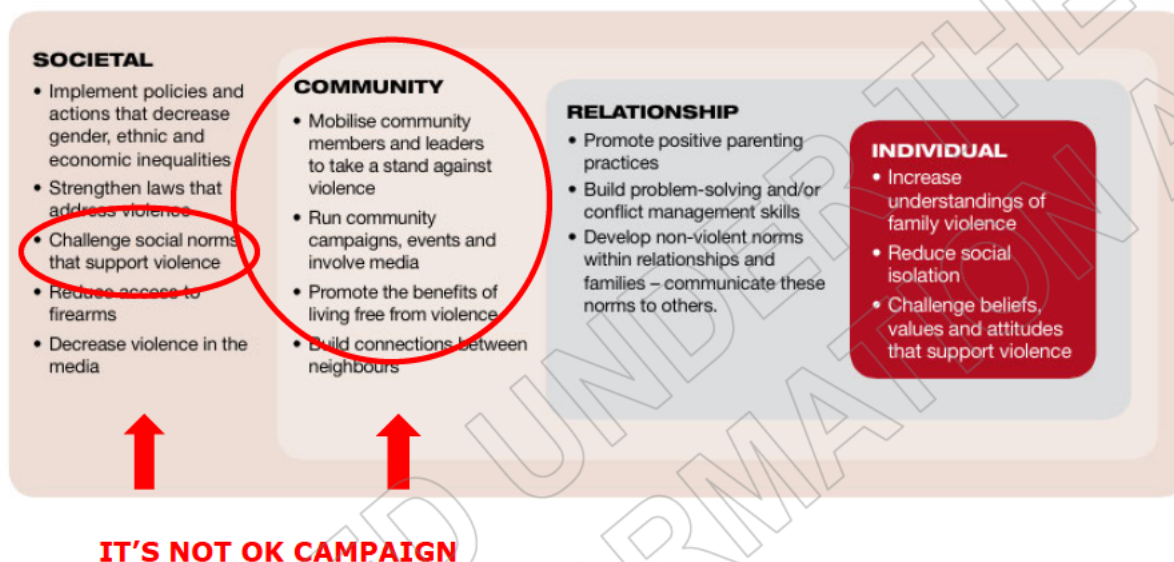 SOCIETAL
• Implement policies and
actions that decrease
gender, ethnic and
economic inequalities
• Strengthen laws that
address violence
• Challenge social norms
that support violence
• Reduce access to
firearms
• Decrease violence in the
media
COMMUNITY
• Mobilise community
members and leaders
to take a stand against
violence
• Run community
campaigns, events and
involve media
• Promote the benefits of
living free from violence
• Build connections between
neighbours
RELATIONSHIP
• Promote positive parenting
practices
• Build problem-solving and/or
conflict management skills
• Develop non-violent norms
within relationships and
families – communicate these
norms to others.
INDIVIDUAL
• Increase
understandings of
family violence
• Reduce social
isolation
• Challenge beliefs,
values and attitudes
that support violence
IT'S NOT OK CAMPAIGN
UNDER THE